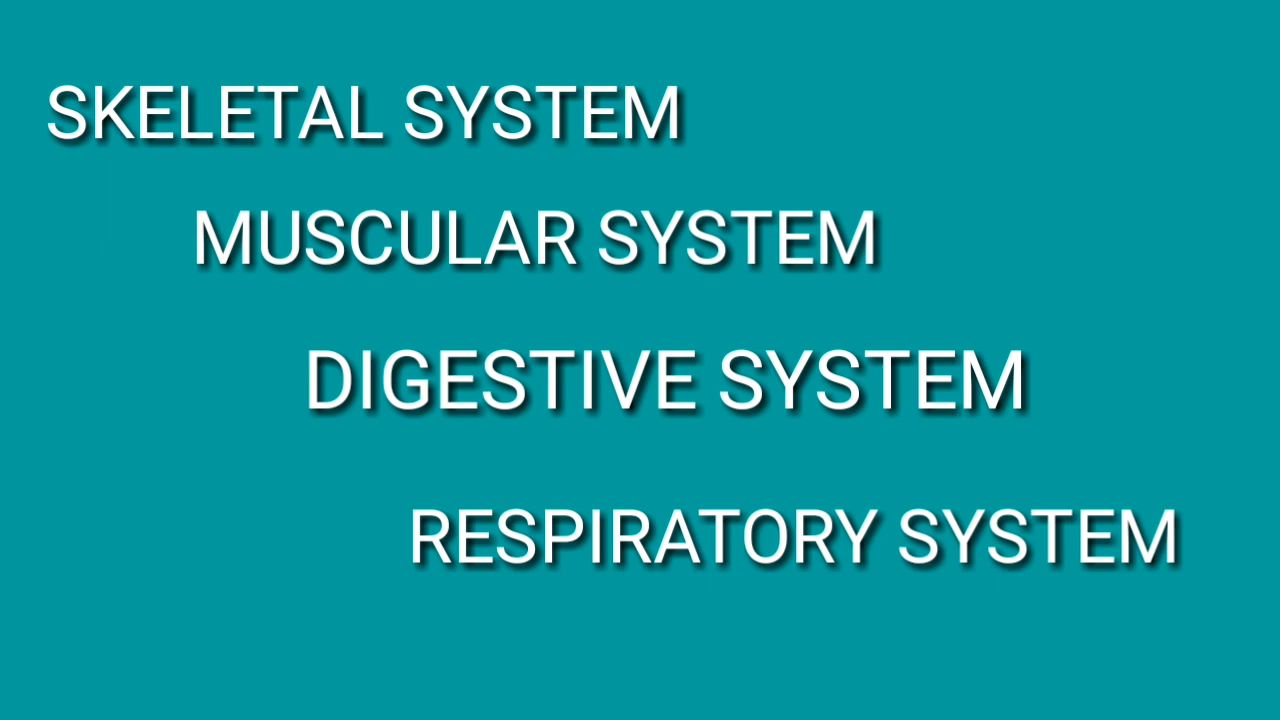 SKELETAL SYSTEM
MUSCULAR SYSTEM
DIGESTIVE SYSTEM
RESPIRATORY SYSTEM